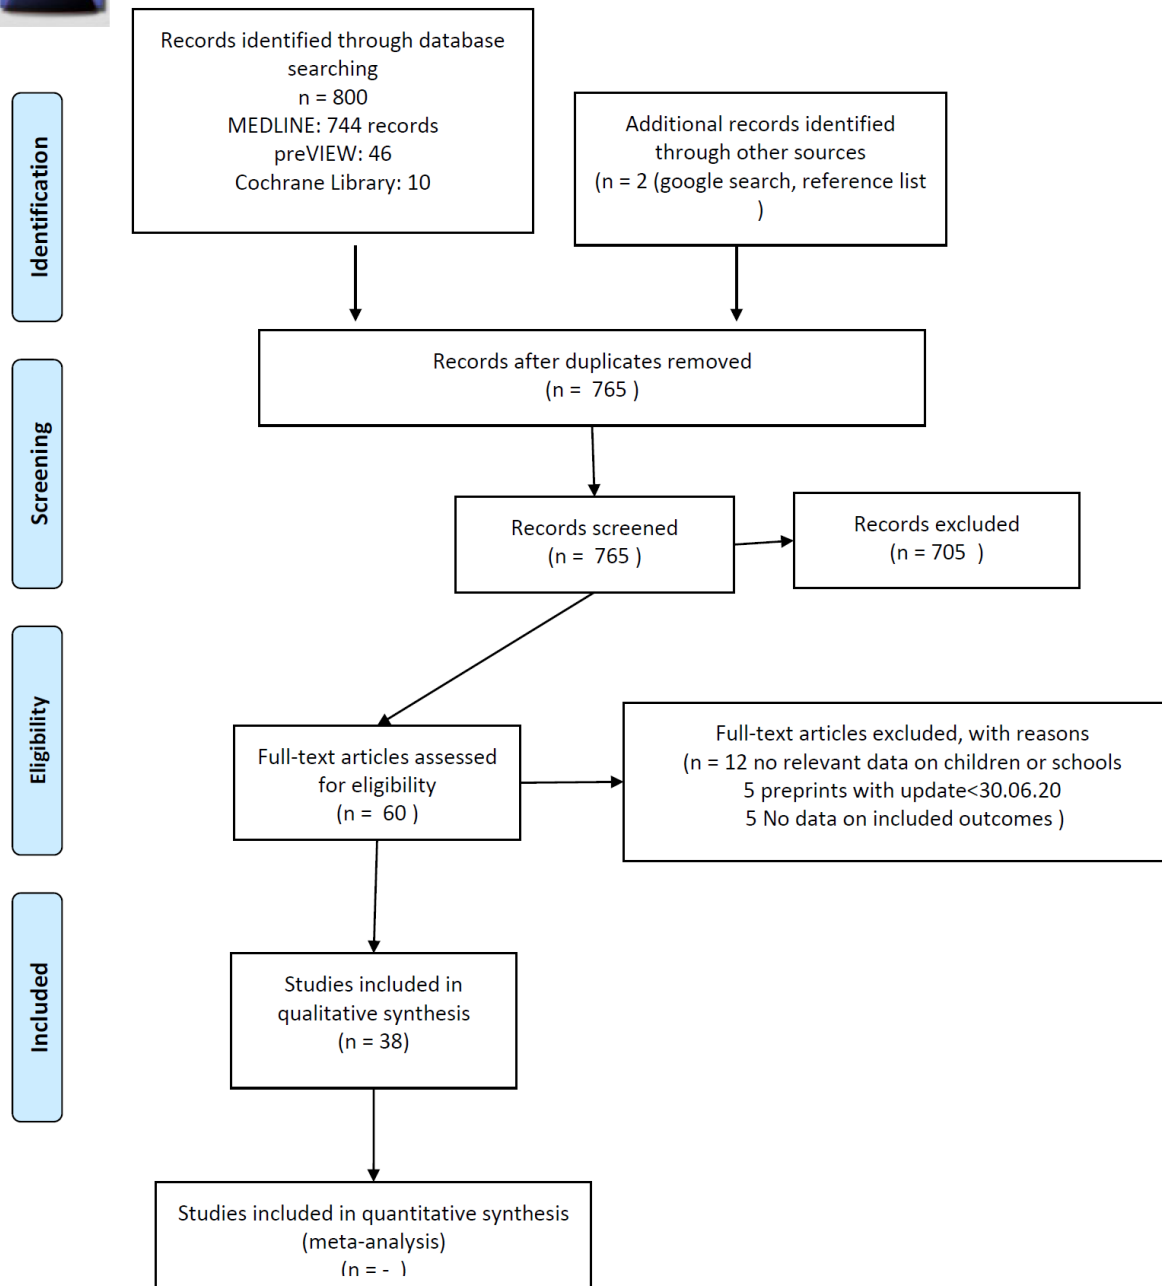 Records identified through database
searching
n = 800
MEDLINE: 744 records
preVIEW: 46
Cochrane Library: 10
Additional records identified
through other sources
(n = 2 (google search, reference list
)
Identification
Records after duplicates removed
(n = 765 )
Screening
Records screened
(n = 765 )
Records excluded
(n = 705 )
Eligibility
Full-text articles assessed
for eligibility
(n = 60 )
Full-text articles excluded, with reasons
(n = 12 no relevant data on children or schools
5 preprints with update<30.06.20
5 No data on included outcomes )
Included
Studies included in
qualitative synthesis
(n = 38)
Studies included in quantitative synthesis
(meta-analysis)
(n = - )